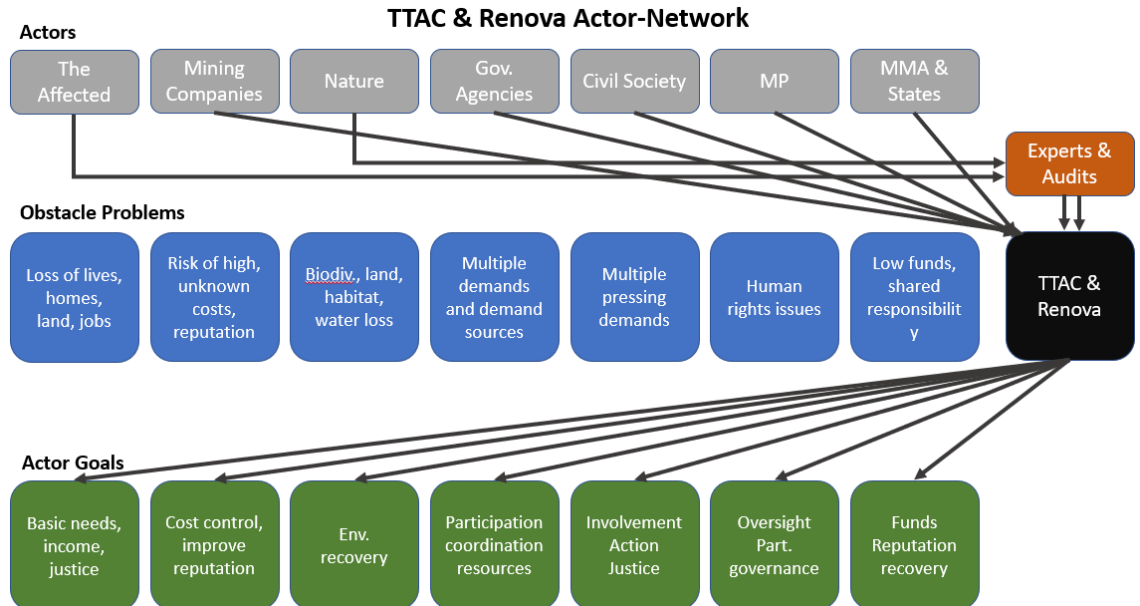 TTAC & Renova Actor-Network
Actors
The
Affected
Mining
Companies
Nature
Gov.
Agencies
Civil Society
MP
MMA &
States
Experts &
Audits
Obstacle Problems
Loss of lives,
homes,
land, jobs
Risk of high,
unknown
costs,
reputation
Biodiv., land,
habitat,
water loss
Multiple
demands
and demand
sources
Multiple
pressing
demands
Human
rights issues
Low funds,
shared
responsibilit
y
TTAC &
Renova
Actor Goals
Basic needs,
income,
justice
Cost control,
improve
reputation
Env.
recovery
Participation
coordination
resources
Involvement
Action
Justice
Oversight
Part.
governance
Funds
Reputation
recovery